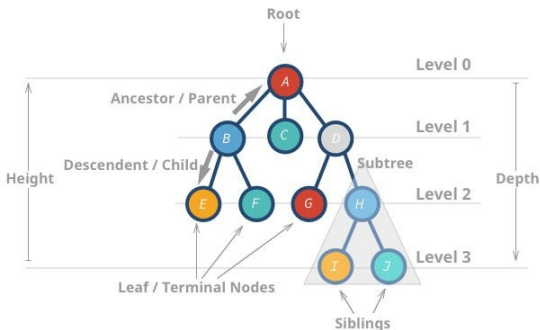 Root
Level 0
A
Ancestor / Parent
Level 1
B
C
D
Descendent / Child
Subtree
Height
Depth
Level 2
E
F
G
H
Level 3
I
J
Leaf / Terminal Nodes
Siblings